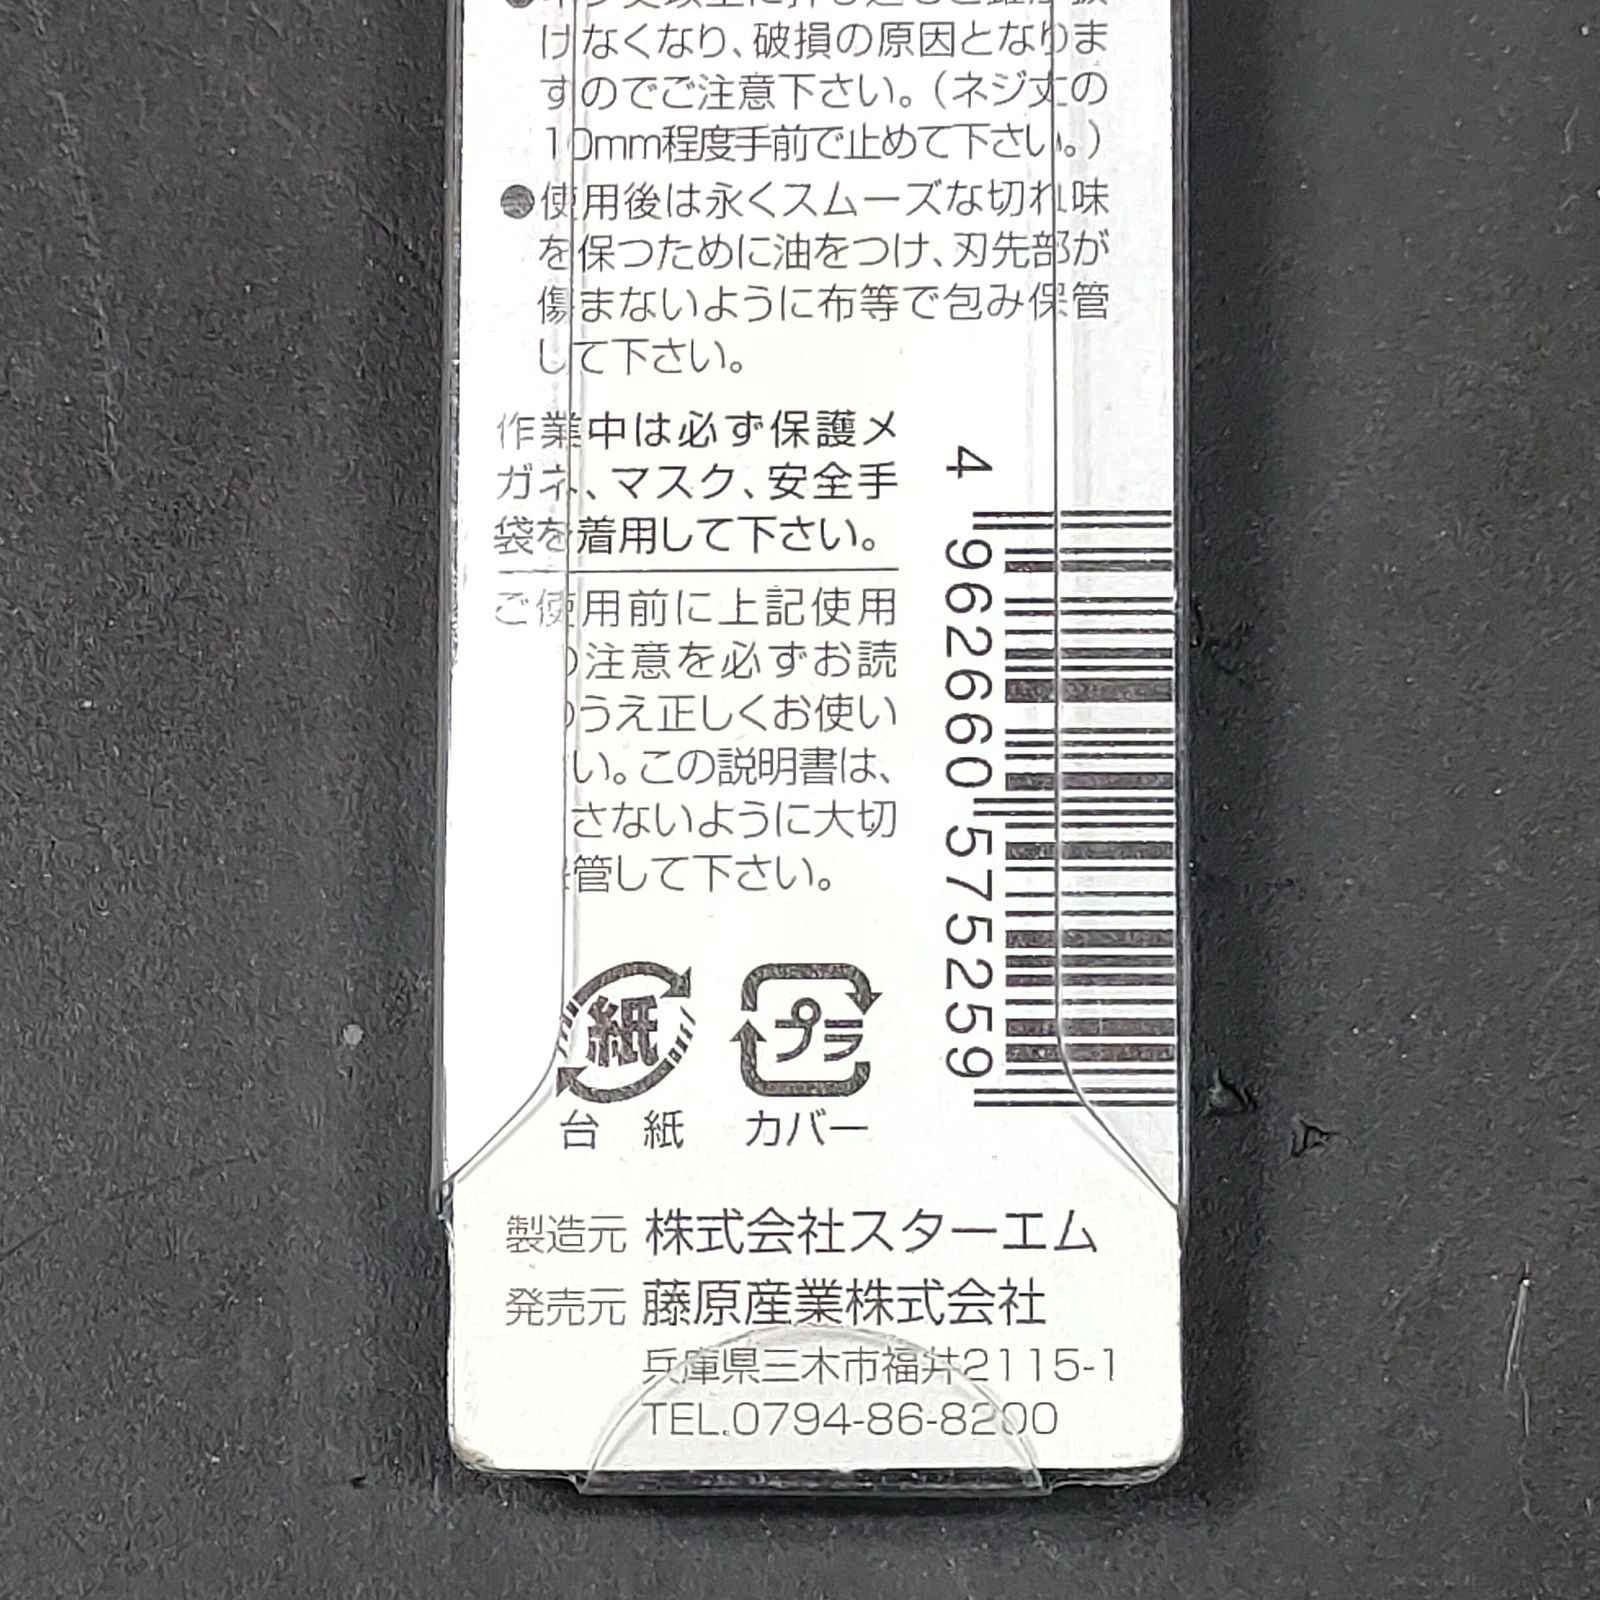 けなくなり、破損の原因となりま
すのでご注意下さい。（ネジ丈の
10mm程度手前で止めて下さい。）
●使用後は永くスムーズな切れ味
を保つために油をつけ、刃先部が
傷まないように布等で包み保管
して下さい。
作業中は必ず保護メ
ガネ、マスク、安全手
袋を着用して下さい。
ご使用前に上記使用
の注意を必ずお読
うえ正しくお使い
い。この説明書は、
さないように大切
管して下さい。
4 962660 575259
紙
プラ
台 紙
カバー
製造元 株式会社スターエム
発売元 藤原産業株式会社
兵庫県三木市福井2115-1
TEL.0794-86-8200